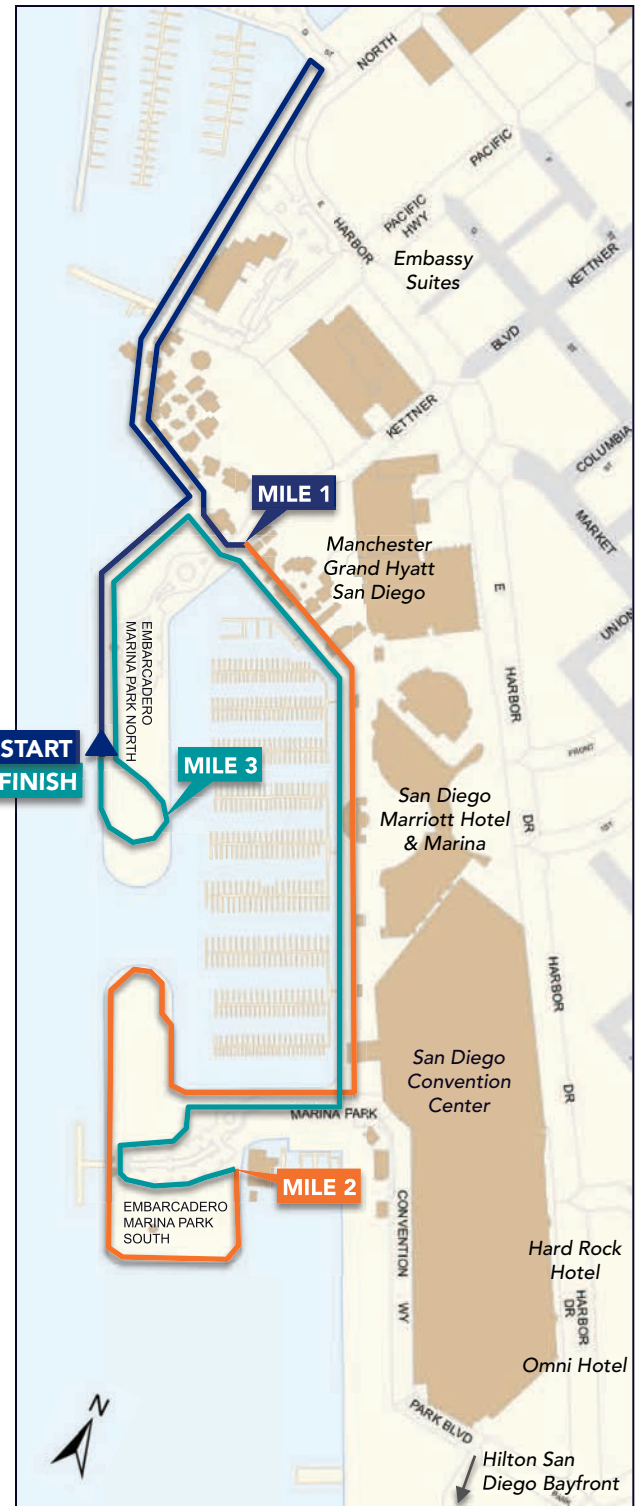 G
ST
NORTH
PACIFIC
PACIFIC
HWY
E
HARBOR
Embassy
Suites
KETTNER
BLVD
KETTNER
COLUMBIA
ST
MARKET
UNION
MILE 1
Manchester
Grand Hyatt
San Diego
E
HARBOR
DR
EMBARCADERO
MARINA PARK
NORTH
START
FINISH
MILE 3
FRONT
1ST
San Diego
Marriott Hotel
& Marina
HARBOR
DR
San Diego
Convention
Center
MARINA PARK
MILE 2
EMBARCADERO
MARINA PARK
SOUTH
CONVENTION
WY
Hard Rock
Hotel
HARBOR
DR
Omni Hotel
N
PARK BLVD
Hilton San
Diego Bayfront
PARK